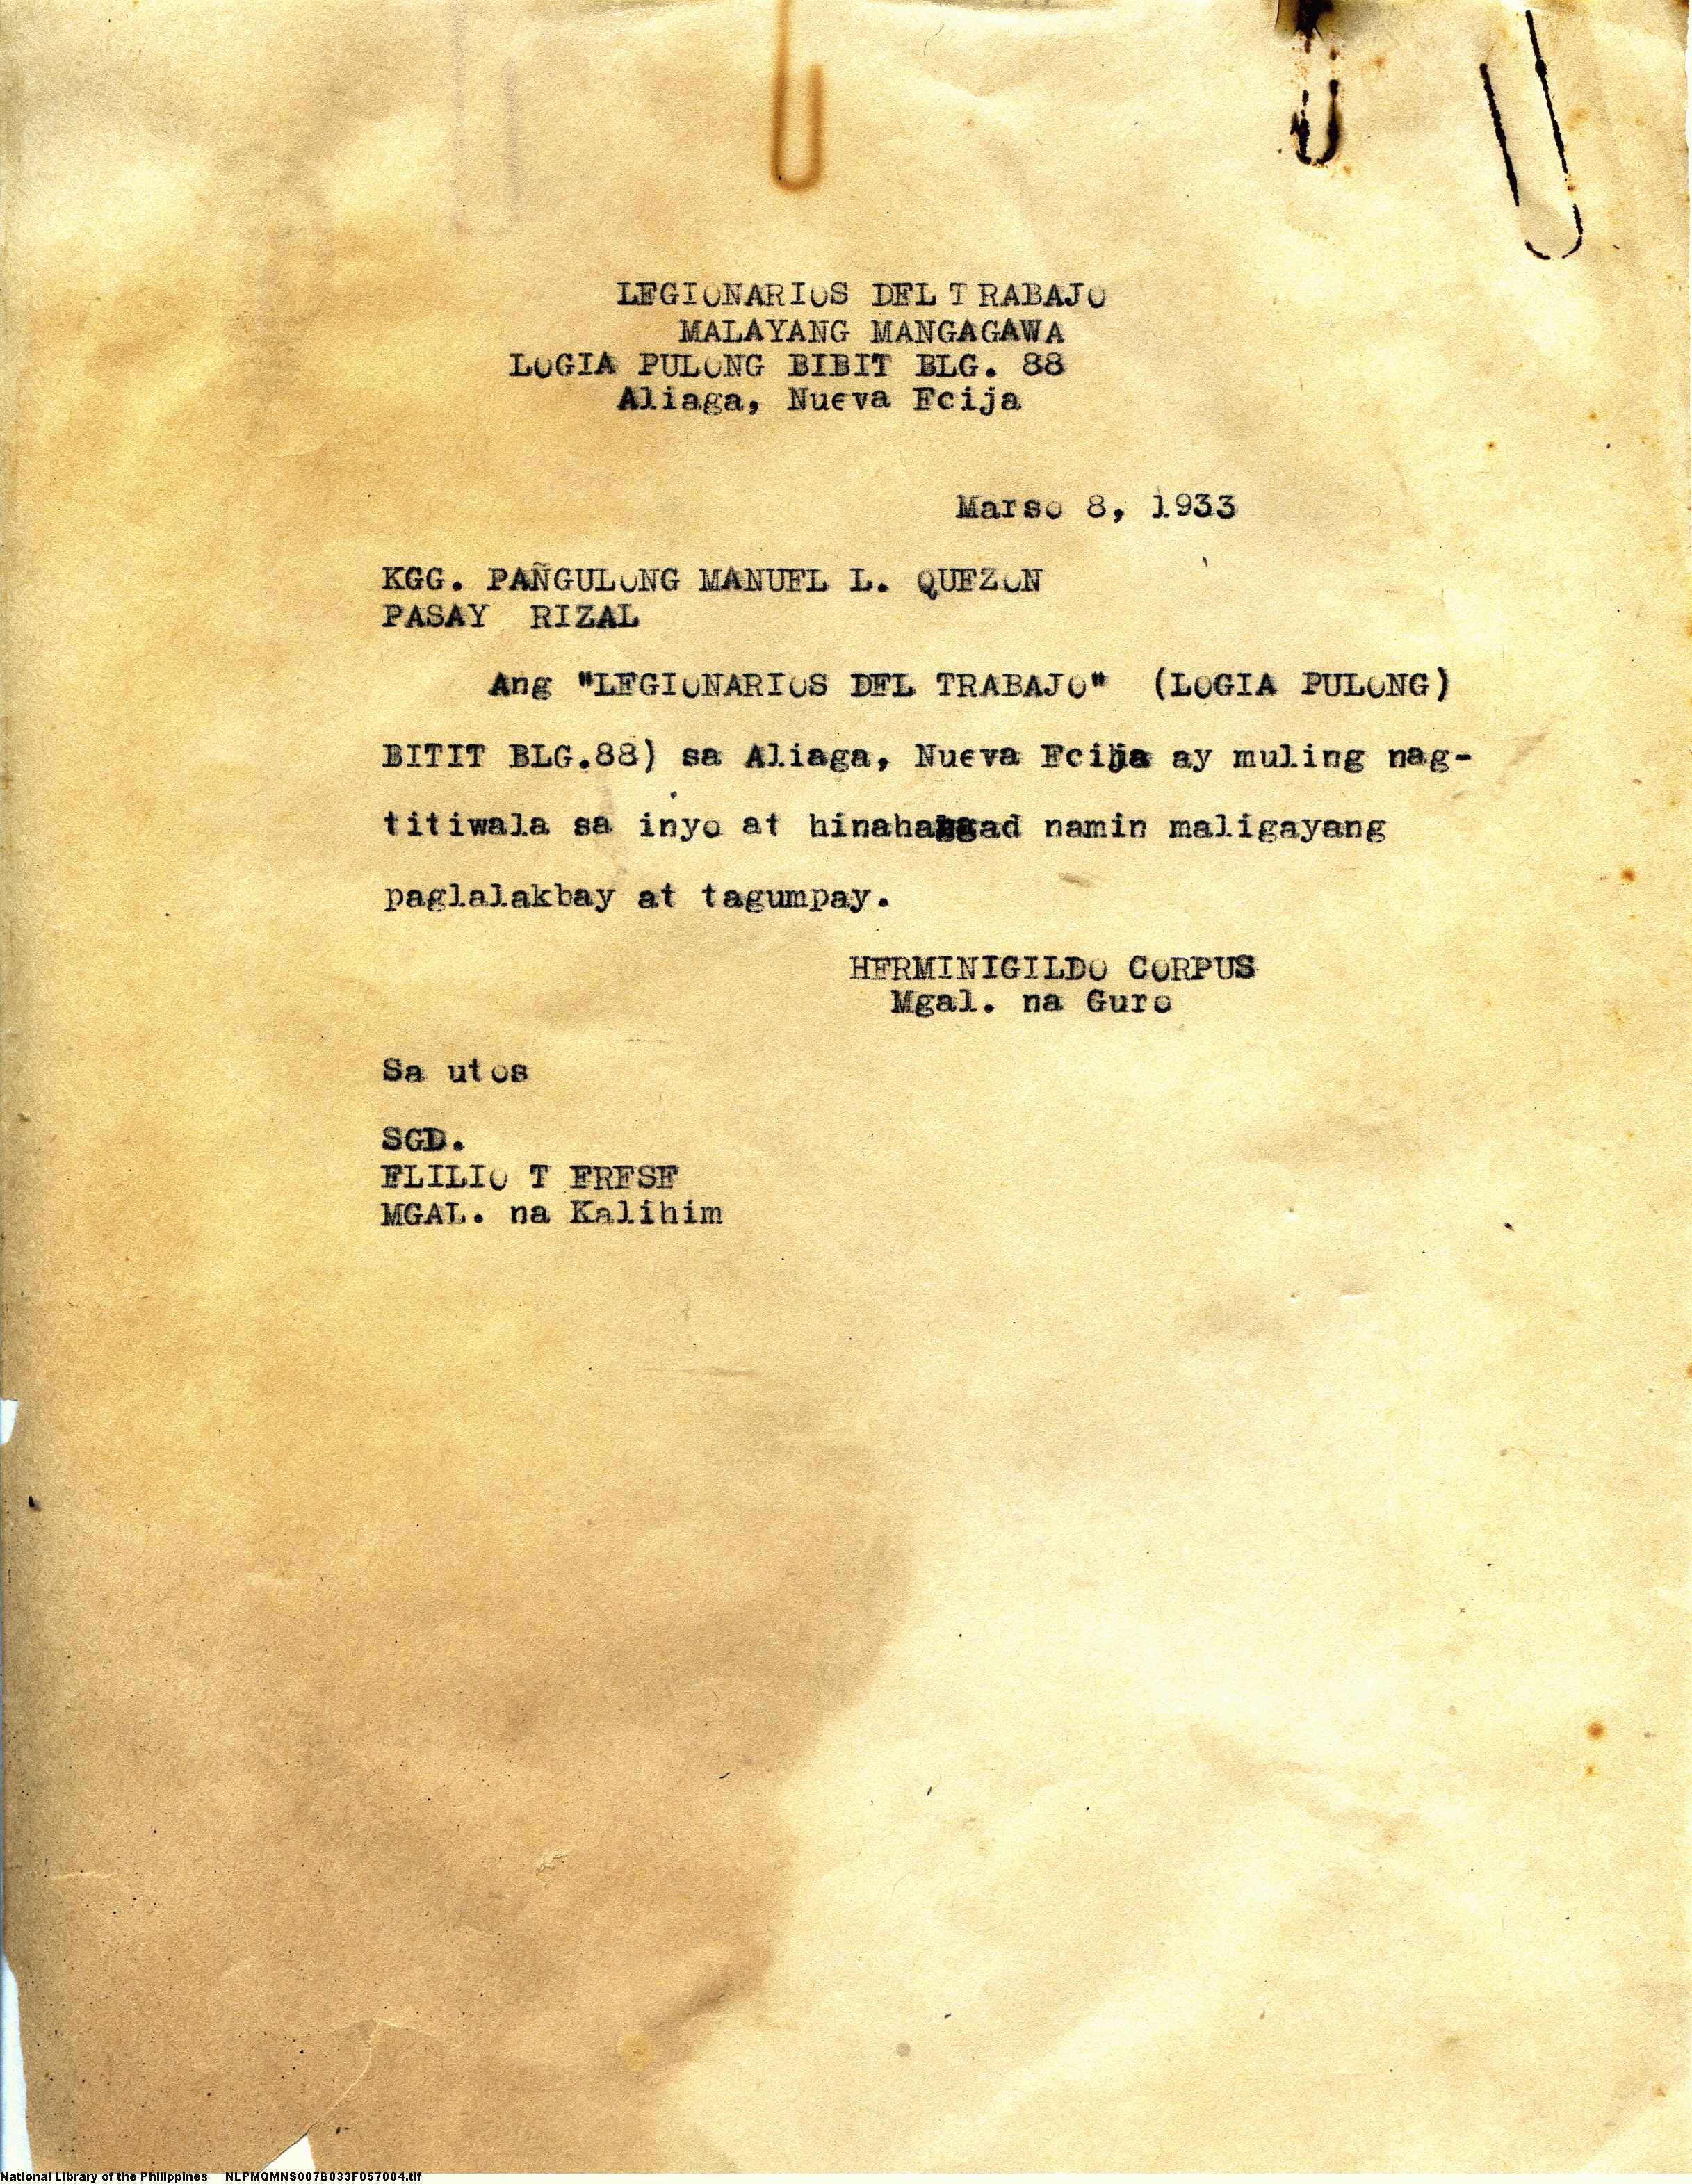 LEGIONARIOS DEL TRABAJO
MALAYANG MANGAGAWA
LOGIA PULONG BIBIT BLG. 88
Aliaga, Nueva Ecija
Marso 8, 1933
KGG. PAÑGULONG MANUEL L. QUEZON
PASAY RIZAL
Ang "LEGIONARIOS DEL TRABAJO" (LOGIA PULONG)
BITIT BLG.88) sa Aliaga, Nueva Ecija ay muling nag-
titiwala sa inyo at hinahangad namin maligayang
paglalakbay at tagumpay.
HERMINIGILDO CORPUS
Mgal. na Guro
Sa utos
SGD.
ELILIO T ERESE
MGAL. na Kalihim
National Library of the Philippines NLPMQMNS007B033F057004.tif